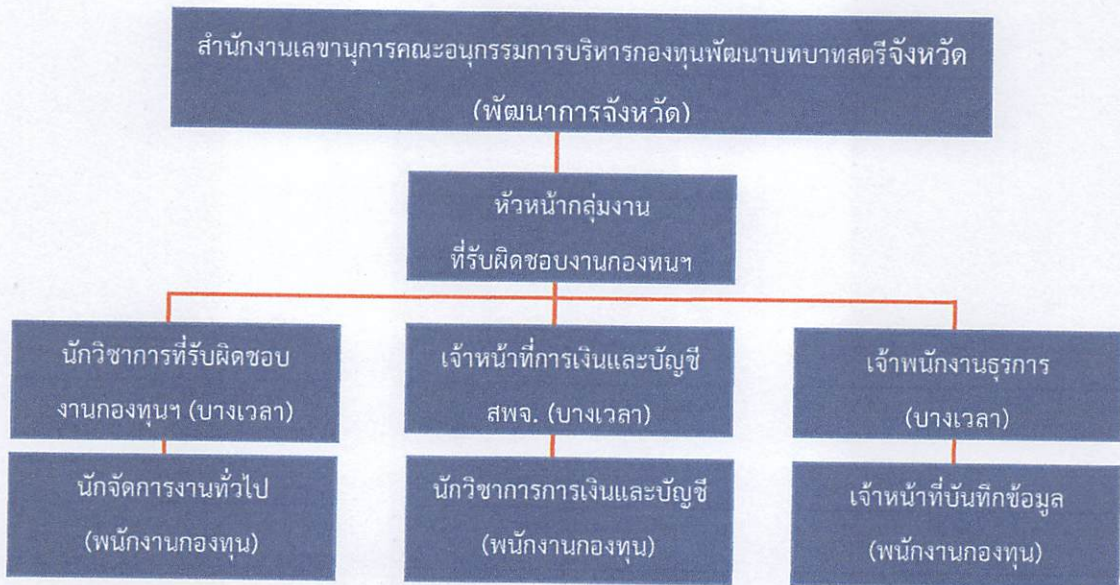 สำนักงานเลขานุการคณะอนุกรรมการบริหารกองทุนพัฒนาบทบาทสตรีจังหวัด
(พัฒนาการจังหวัด)
หัวหน้ากลุ่มงาน
ที่รับผิดชอบงานกองทนฯ
นักวิชาการที่รับผิดชอบ
งานกองทุนฯ (บางเวลา)
เจ้าหน้าที่การเงินและบัญชี
สพจ. (บางเวลา)
เจ้าพนักงานธุรการ
(บางเวลา)
นักจัดการงานทั่วไป
(พนักงานกองทุน)
นักวิชาการการเงินและบัญชี
(พนักงานกองทุน)
เจ้าหน้าที่บันทึกข้อมูล
(พนักงานกองทุน)